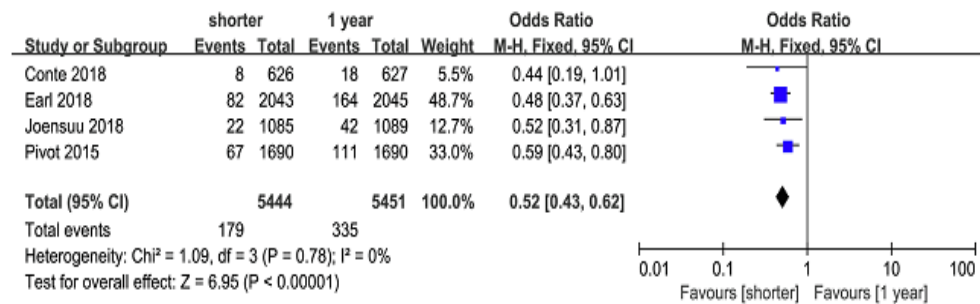 shorter 1 year Odds Ratio Odds Ratio
Study or Subgroup Events Total Events Total Weight M-H, Fixed, 95% CI M-H, Fixed, 95% CI
Conte 2018 8 626 18 627 5.5% 0.44 [0.19, 1.01]
Earl 2018 82 2043 164 2045 48.7% 0.48 [0.37, 0.63]
Joensuu 2018 22 1085 42 1089 12.7% 0.52 [0.31, 0.87]
Pivot 2015 67 1690 111 1690 33.0% 0.59 [0.43, 0.80]
Total (95% CI) 5444 5451 100.0% 0.52 [0.43, 0.62]
Total events 179 335
Heterogeneity: Chi² = 1.09, df = 3 (P = 0.78); I² = 0%
Test for overall effect: Z = 6.95 (P < 0.00001)
0.01 0.1 1 10 100
Favours [shorter] Favours [1 year]